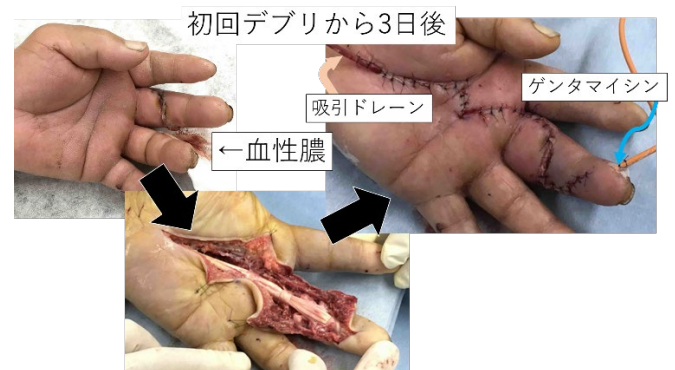 初回デブリから3日後
ゲンタマイシン
吸引ドレーン
←血性膿